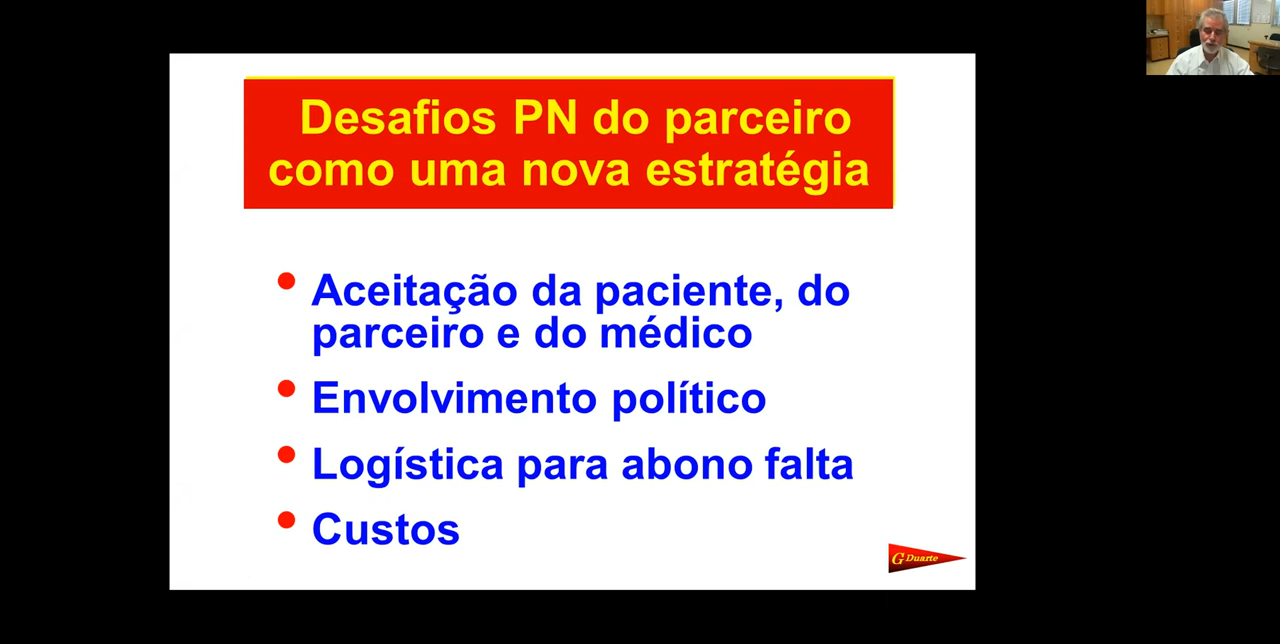 Desafios PN do parceiro
como uma nova estratégia
• Aceitação da paciente, do
parceiro e do médico
• Envolvimento político
• Logística para abono falta
• Custos
G Duarte